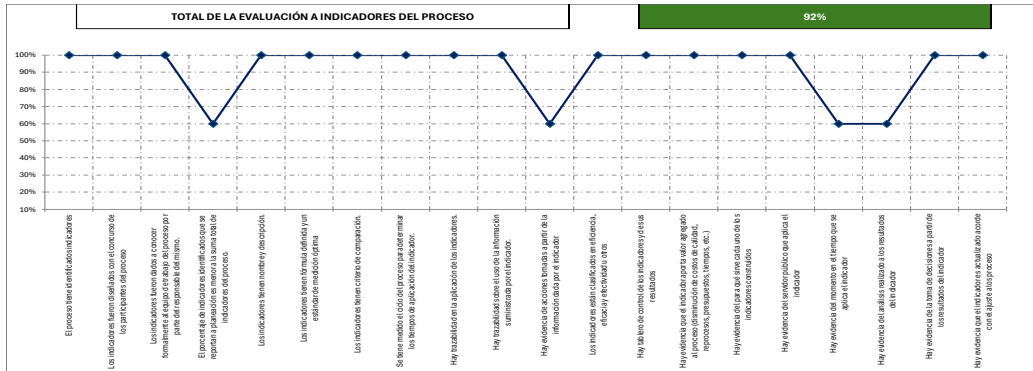 TOTAL DE LA EVALUACIÓN A INDICADORES DEL PROCESO
92%
100%
90%
80%
70%
60%
50%
40%
30%
20%
10%
El proceso tiene identificados indicadores
Los indicadores fueron diseñados con el concurso de
los participantes del proceso
Los indicadores fueron dados a conocer
formalmente al equipo de trabajo del proceso por
parte del responsable del mismo.
El porcentaje de indicadores identificados que se
reportan a planeación es menor a la suma total de
indicadores del proceso.
Los indicadores tienen nombre y descripción.
Los indicadores tienen fórmula definida y un
estándar de medición óptima
Los indicadores tienen criterio de comparación.
Se tiene medido el ciclo del proceso para determinar
los tiempos de aplicación del indicador.
Hay trazabilidad en la aplicación de los indicadores.
Hay trazabilidad sobre el uso de la información
suministrada por el indicador.
Hay evidencia de acciones tomadas a partir de la
información dada por el indicador
Los indicadores están clasificados en eficiencia,
eficacia y efectividad u otros
Hay tablero de control de los indicadores y de sus
resultados
Hay evidencia que el indicador aporta valor agregado
al proceso (disminución de costos de calidad,
reprocesos, presupuestos, tiempos, etc.)
Hay evidencia del para qué sirve cada uno de los
indicadores construidos
Hay evidencia del servidor público que aplica el
indicador
Hay evidencia del momento en el tiempo que se
aplica el indicador
Hay evidencia del análisis realizado a los resultados
del indicador
Hay evidencia de la toma de decisiones a partir de
los resultados del indicador
Hay evidencia que el indicador es actualizado acorde
con el ajuste a los proceso